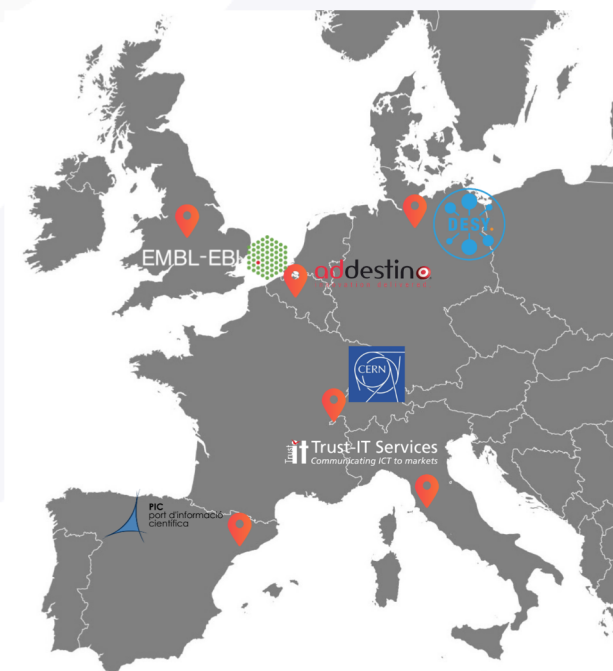 EMBL-EBI
DESY
addestino
CERN
Trust-IT Services
Communicating ICT to markets
PIC
port d'informació
científica